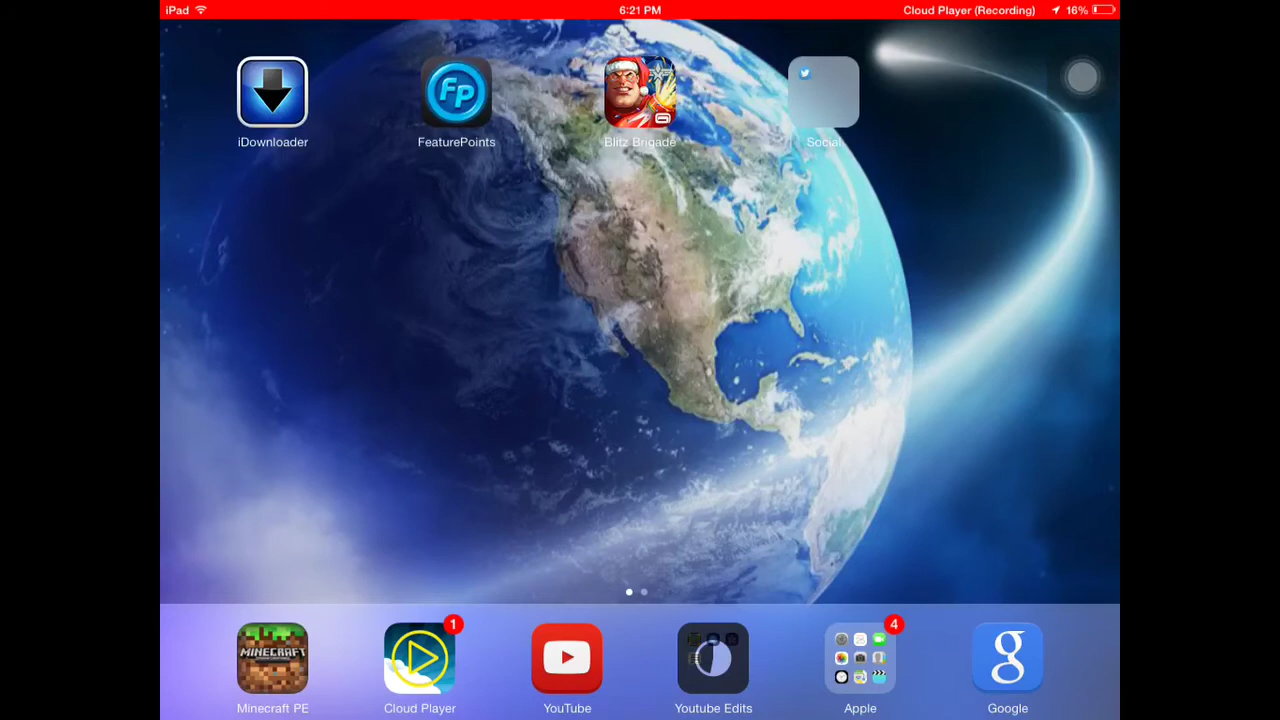 iPad 6:21 PM Cloud Player (Recording) 16%
FP
iDownloader FeaturePoints Blitz Brigade Social
MINECRAFT 1 4 g
Minecraft PE Cloud Player YouTube Youtube Edits Apple Google